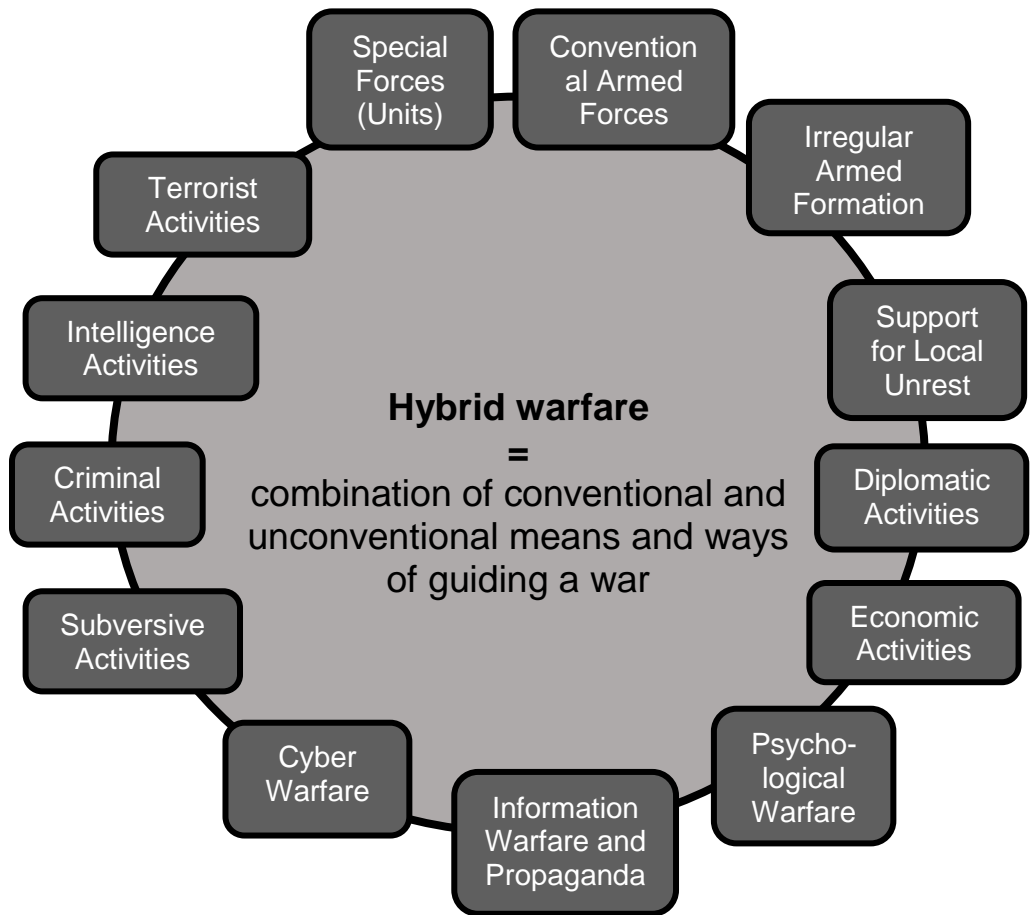 Special
Forces
(Units)
Convention
al Armed
Forces
Irregular
Armed
Formation
Support
for Local
Unrest
Diplomatic
Activities
Economic
Activities
Psycho-
logical
Warfare
Information
Warfare and
Propaganda
Cyber
Warfare
Subversive
Activities
Criminal
Activities
Intelligence
Activities
Terrorist
Activities
Hybrid warfare
=
combination of conventional and
unconventional means and ways
of guiding a war